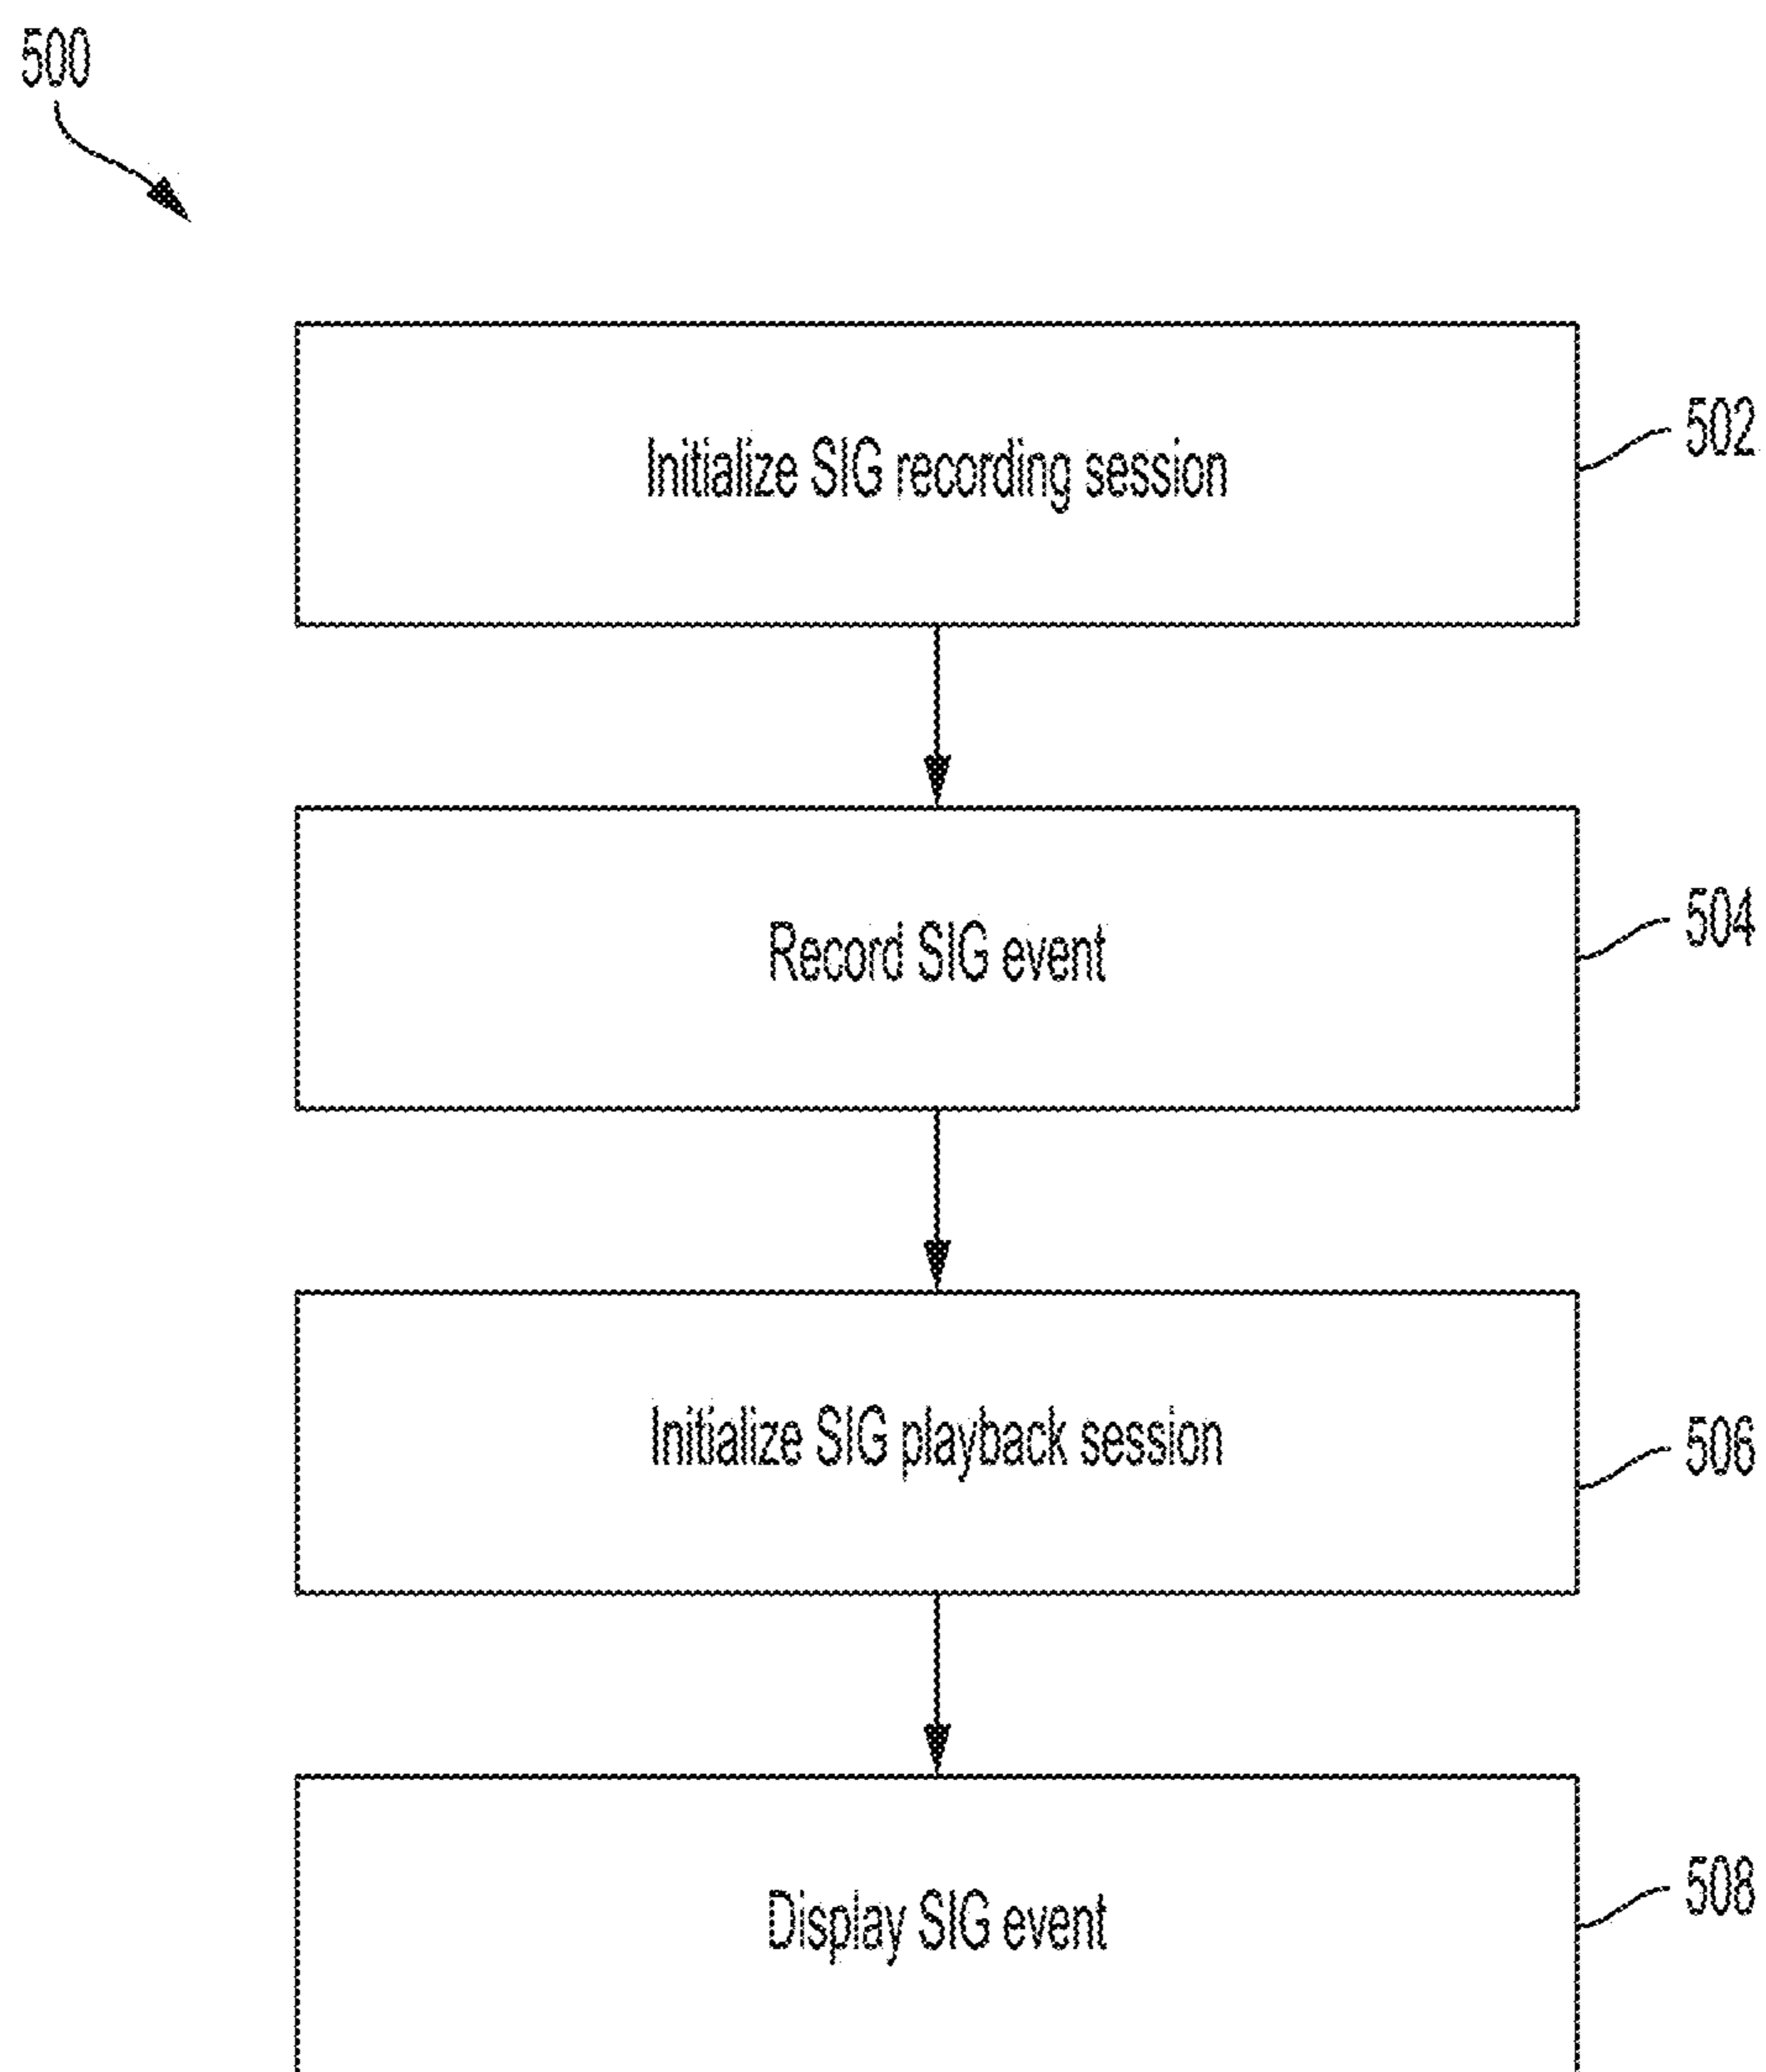 500
Initialize SIG recording session
502
Record SIG event
504
Initialize SIG playback session
506
Display SIG event
508